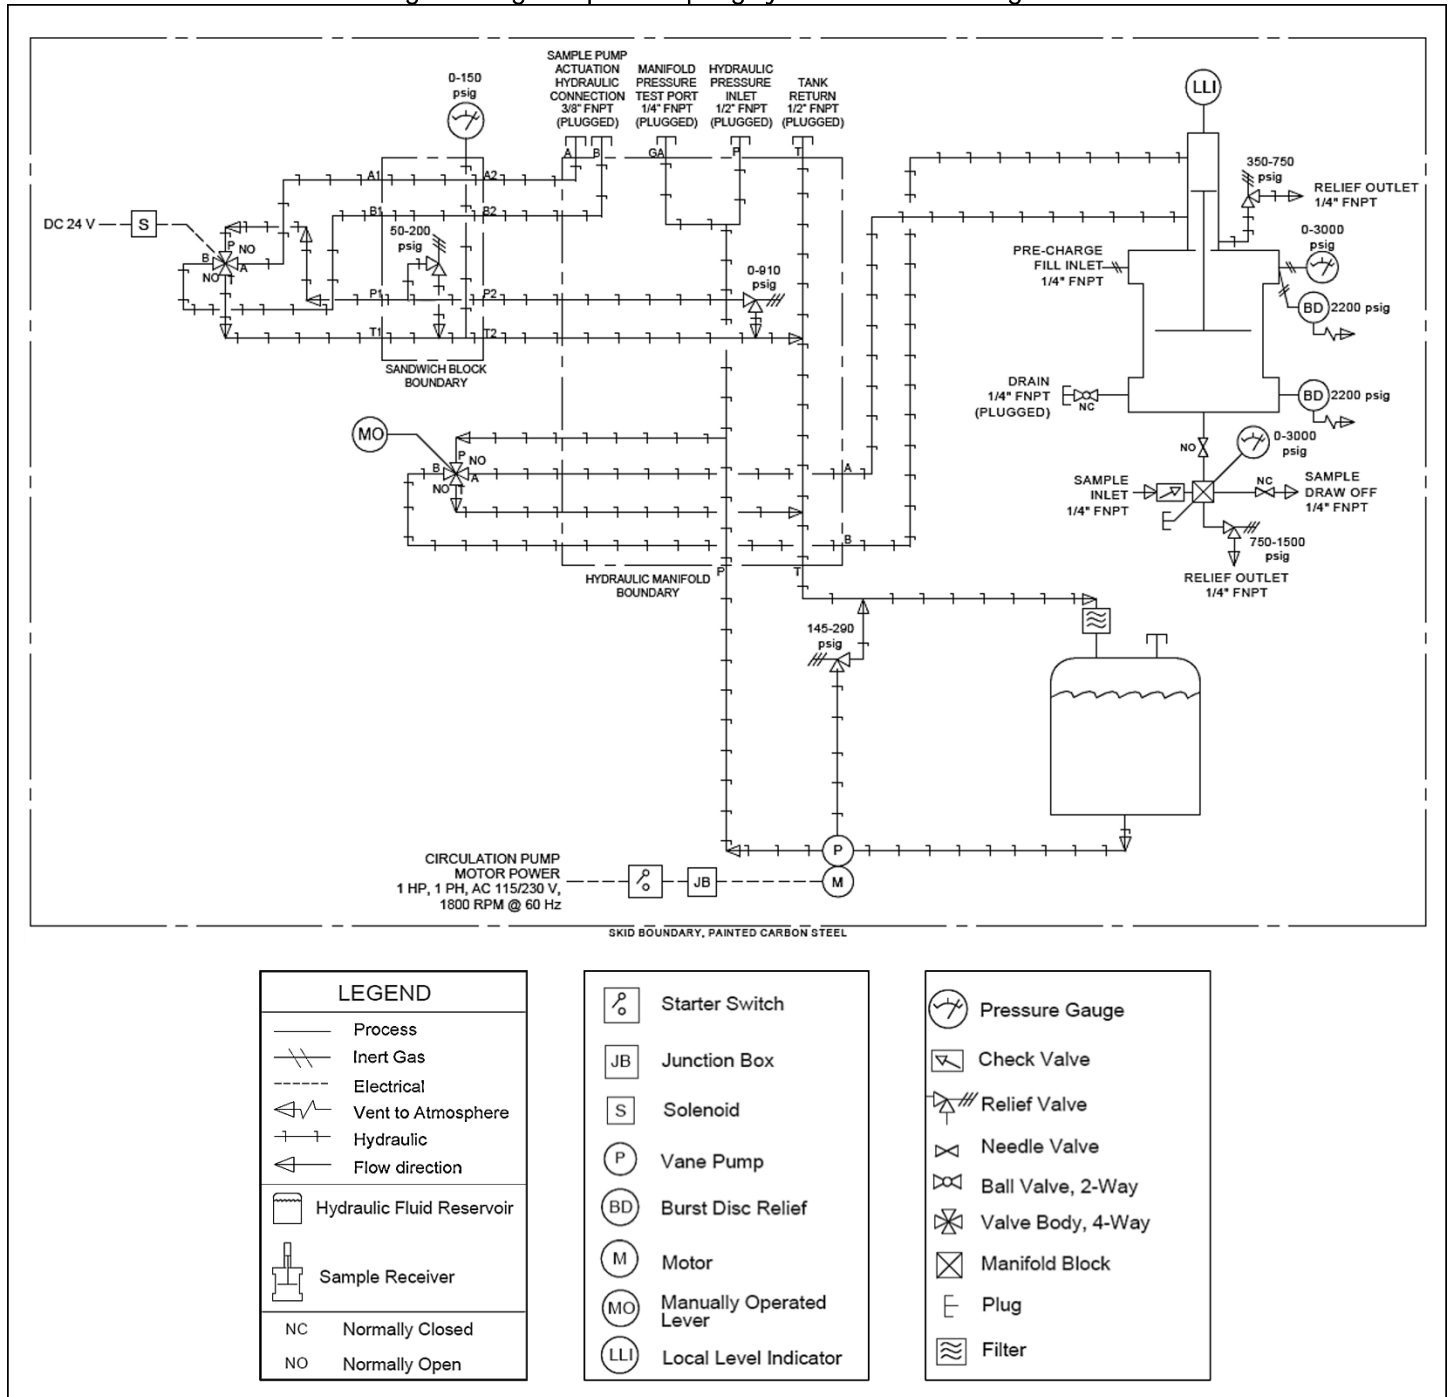 0-150
psig
SAMPLE PUMP
ACTUATION
HYDRAULIC
CONNECTION
3/8" FNPT
(PLUGGED)
MANIFOLD
PRESSURE
TEST PORT
1/4" FNPT
(PLUGGED)
HYDRAULIC
PRESSURE
INLET
1/2" FNPT
(PLUGGED)
TANK
RETURN
1/2" FNPT
(PLUGGED)
LLI
A
B
GA
P
T
A1
A2
B1
B2
350-750
psig
RELIEF OUTLET
1/4" FNPT
DC 24 V
S
P
NO
B
A
NO
T
50-200
psig
0-910
psig
P1
P2
T1
T2
SANDWICH BLOCK
BOUNDARY
PRE-CHARGE
FILL INLET
1/4" FNPT
0-3000
psig
BD
2200 psig
DRAIN
1/4" FNPT
(PLUGGED)
NC
BD
2200 psig
MO
P
NO
B
A
NO
T
A
B
NO
0-3000
psig
SAMPLE
INLET
1/4" FNPT
NC
SAMPLE
DRAW OFF
1/4" FNPT
750-1500
psig
RELIEF OUTLET
1/4" FNPT
HYDRAULIC MANIFOLD
BOUNDARY
P
T
145-290
psig
CIRCULATION PUMP
MOTOR POWER
1 HP, 1 PH, AC 115/230 V,
1800 RPM @ 60 Hz
JB
P
M
SKID BOUNDARY, PAINTED CARBON STEEL
LEGEND
Process
Inert Gas
Electrical
Vent to Atmosphere
Hydraulic
Flow direction
Hydraulic Fluid Reservoir
Sample Receiver
NC Normally Closed
NO Normally Open
Starter Switch
JB Junction Box
S Solenoid
P Vane Pump
BD Burst Disc Relief
M Motor
MO Manually Operated
Lever
LLI Local Level Indicator
Pressure Gauge
Check Valve
Relief Valve
Needle Valve
Ball Valve, 2-Way
Valve Body, 4-Way
Manifold Block
Plug
Filter